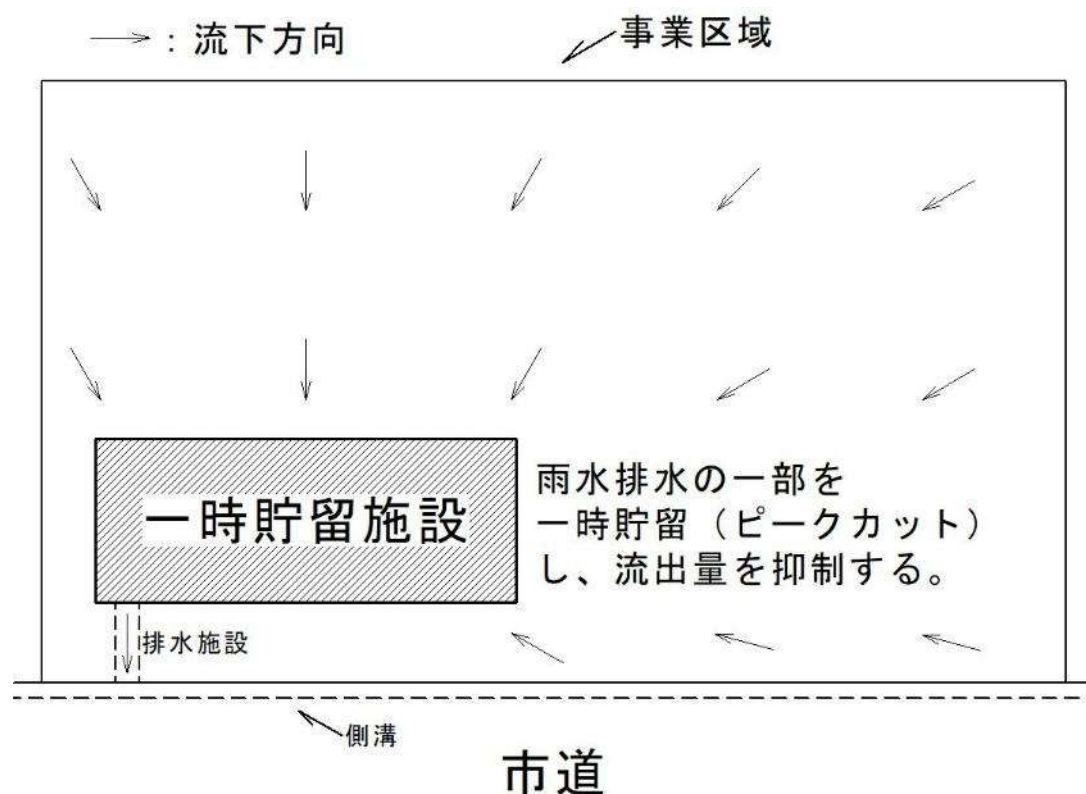 ：流下方向
事業区域
一時貯留施設
雨水排水の一部を
一時貯留（ピークカット）
し、流出量を抑制する。
排水施設
側溝
市道